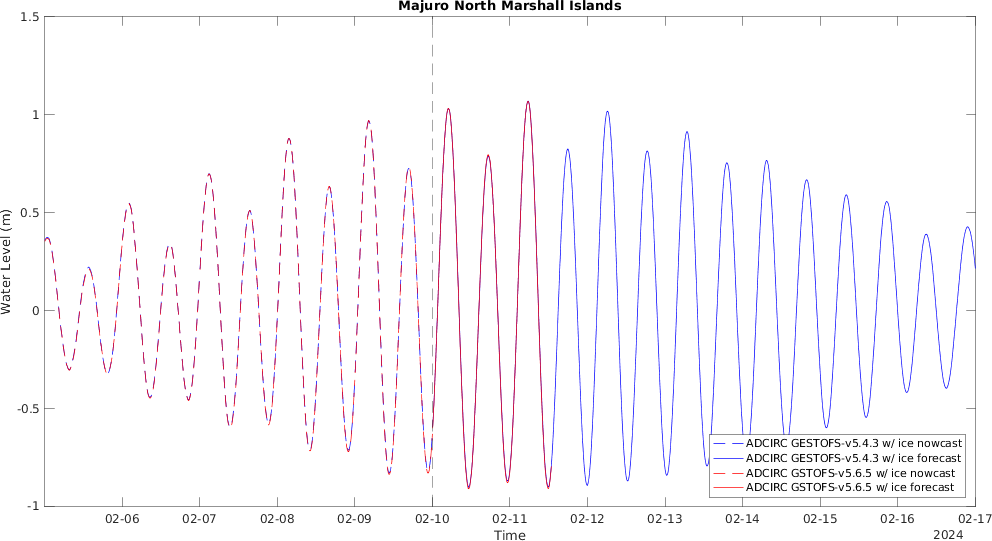 Majuro North Marshall Islands
Water Level (m)
1.5
1
0.5
0
-0.5
-1
ADCIRC GESTOFS-v5.4.3 w/ ice nowcast
ADCIRC GESTOFS-v5.4.3 w/ ice forecast
ADCIRC GSTOFS-v5.6.5 w/ ice nowcast
ADCIRC GSTOFS-v5.6.5 w/ ice forecast
02-06 02-07 02-08 02-09 02-10 02-11 02-12 02-13 02-14 02-15 02-16 02-17
Time
2024